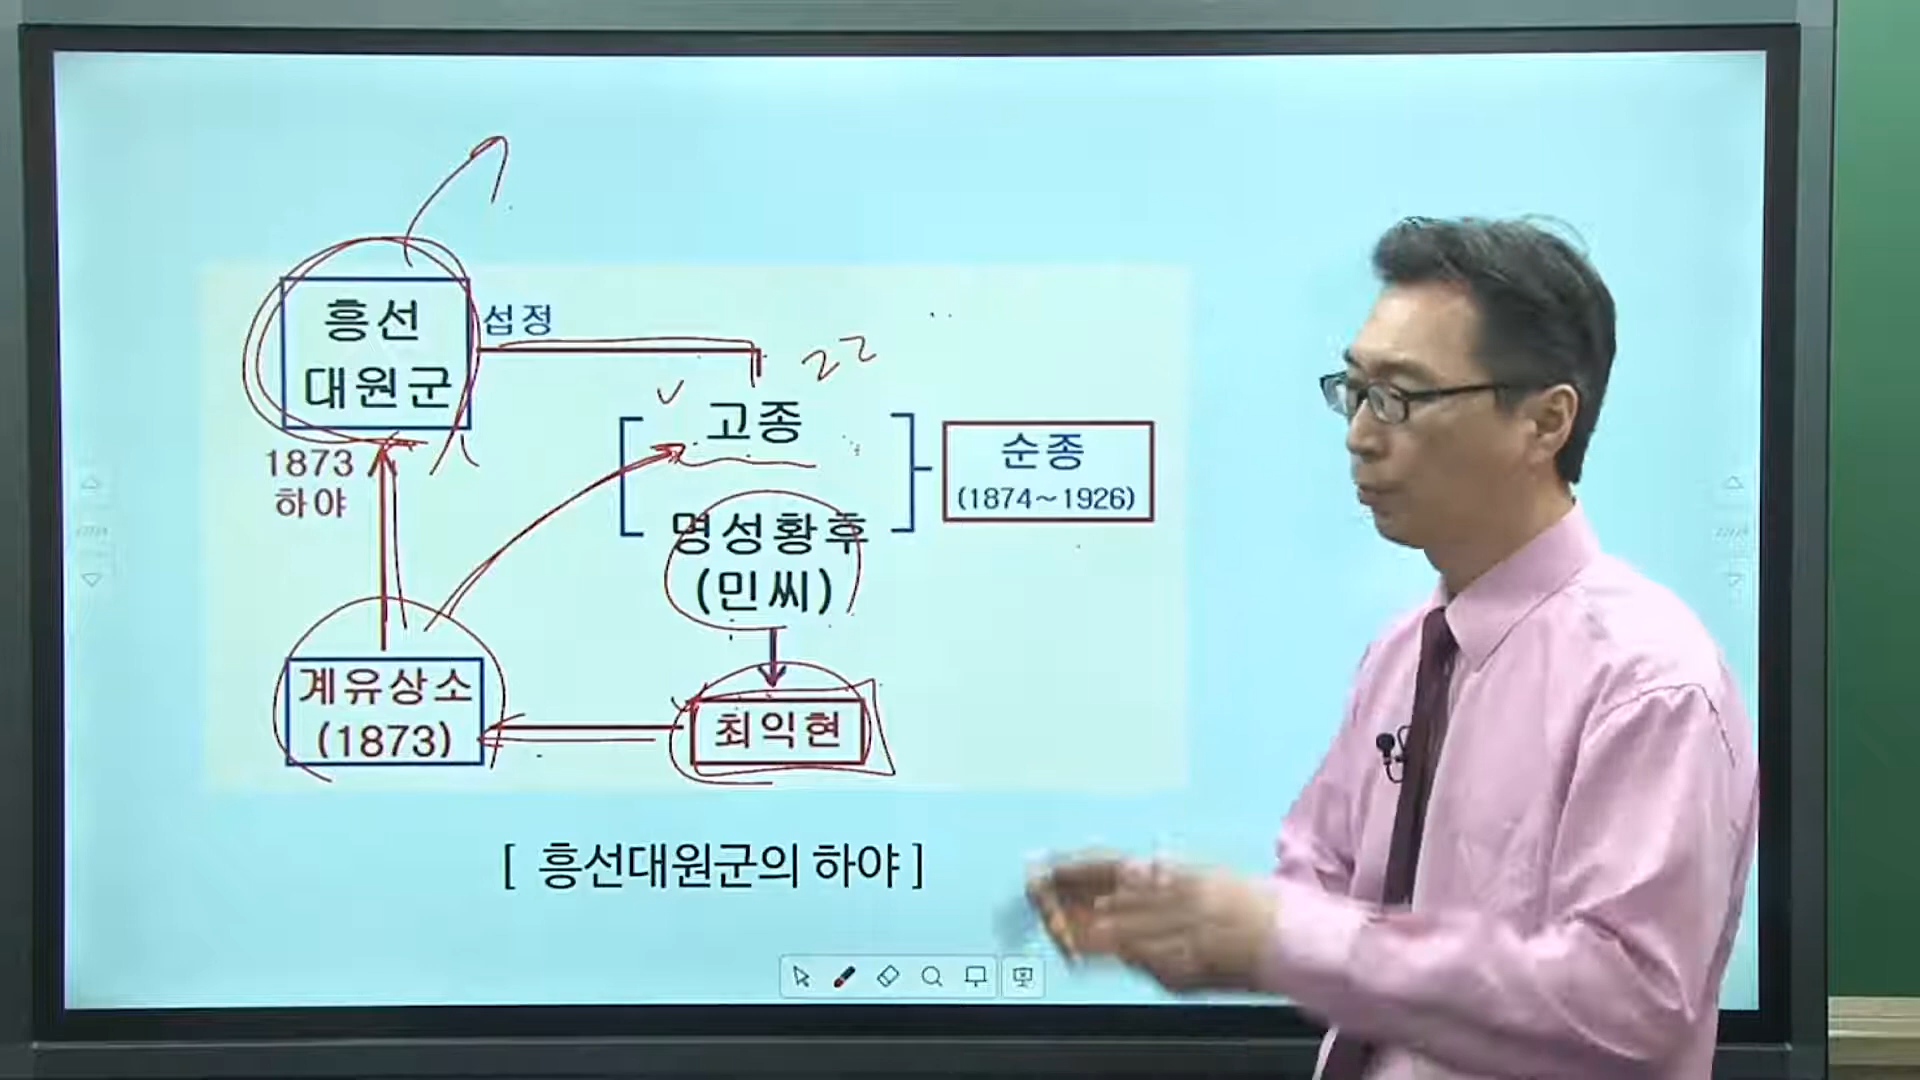 흥선
대원군
섭정
22
고종
1873
하야
명성황후
(민씨)
순종
(1874~1926)
계유상소
(1873)
최익현
[ 흥선대원군의 하야 ]